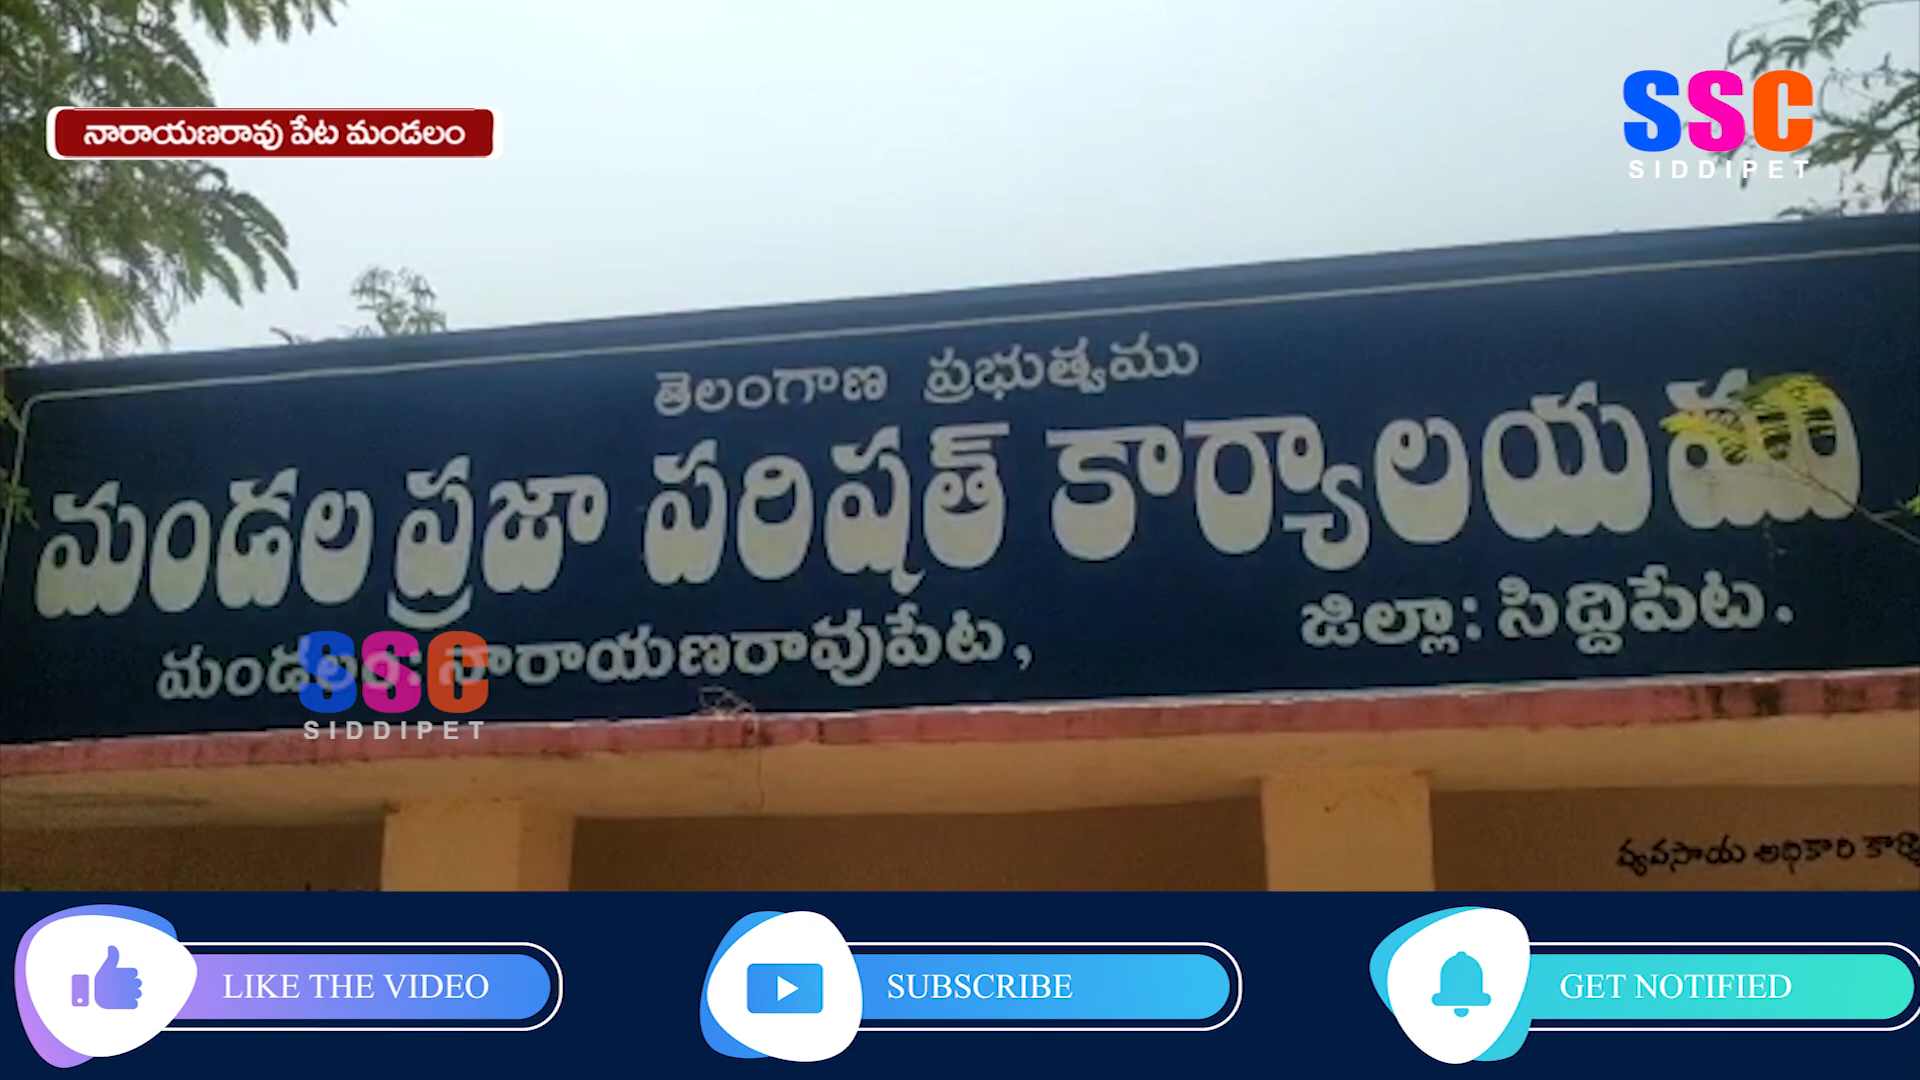 నారాయణరావు పేట మండలం
SSC
SIDDIPET
తెలంగాణ ప్రభుత్వము
మండల ప్రజా పరిషత్ కార్యాలయము
మండలం: నారాయణరావుపేట, జిల్లా: సిద్దిపేట.
SSC
SIDDIPET
వ్యవసాయ అధికారి
LIKE THE VIDEO
SUBSCRIBE
GET NOTIFIED